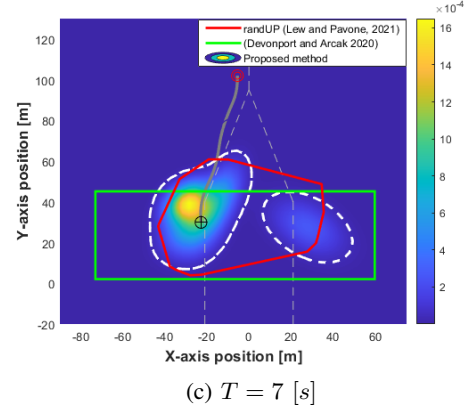 (c) T = 7 [s]
randUP (Lew and Pavone, 2021)
(Devonport and Arcak 2020)
Proposed method
×10⁻⁴
16
14
12
10
8
6
4
2
Y-axis position [m]
120
100
80
60
40
20
0
-20
-80 -60 -40 -20 0 20 40 60
X-axis position [m]